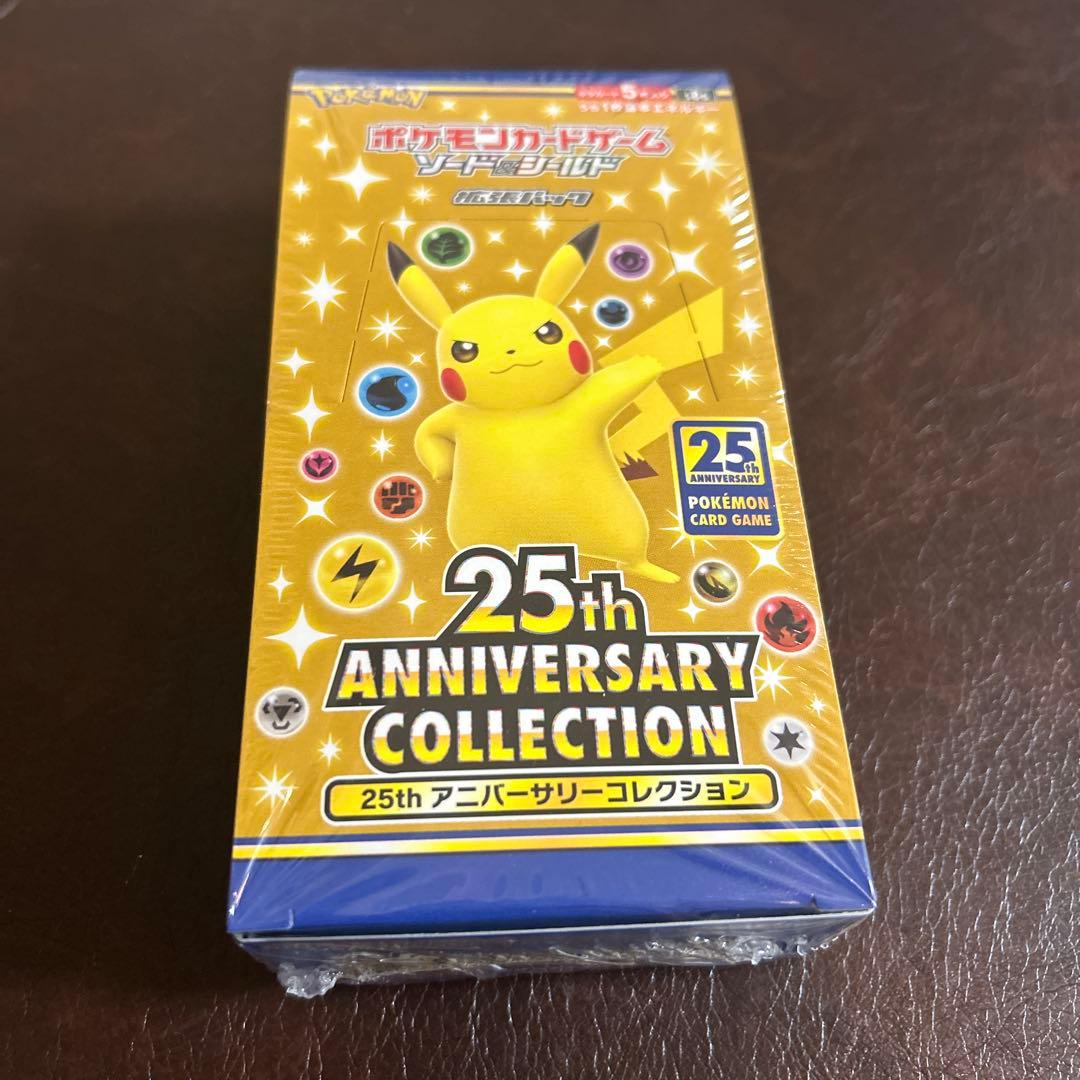 POKÉMON
ポケモンカードゲーム
ソード&シールド
拡張パック
25th
ANNIVERSARY
POKÉMON
CARD GAME
25th
ANNIVERSARY
COLLECTION
25th アニバーサリーコレクション